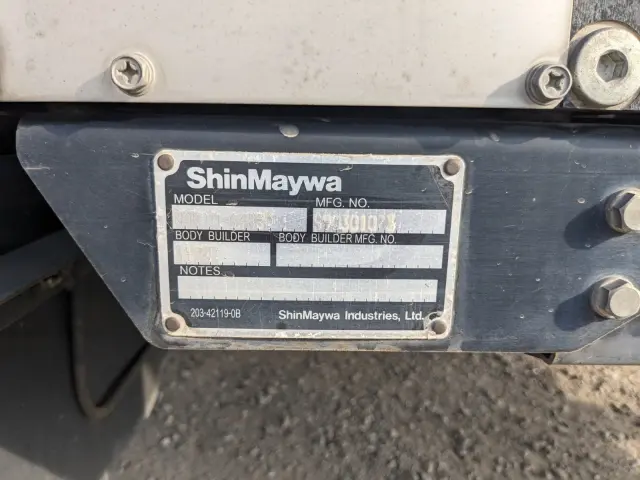 ShinMaywa
MODEL MFG. NO.
BODY BUILDER BODY BUILDER MFG. NO.
NOTES
203-42119-0B ShinMaywa Industries, Ltd.